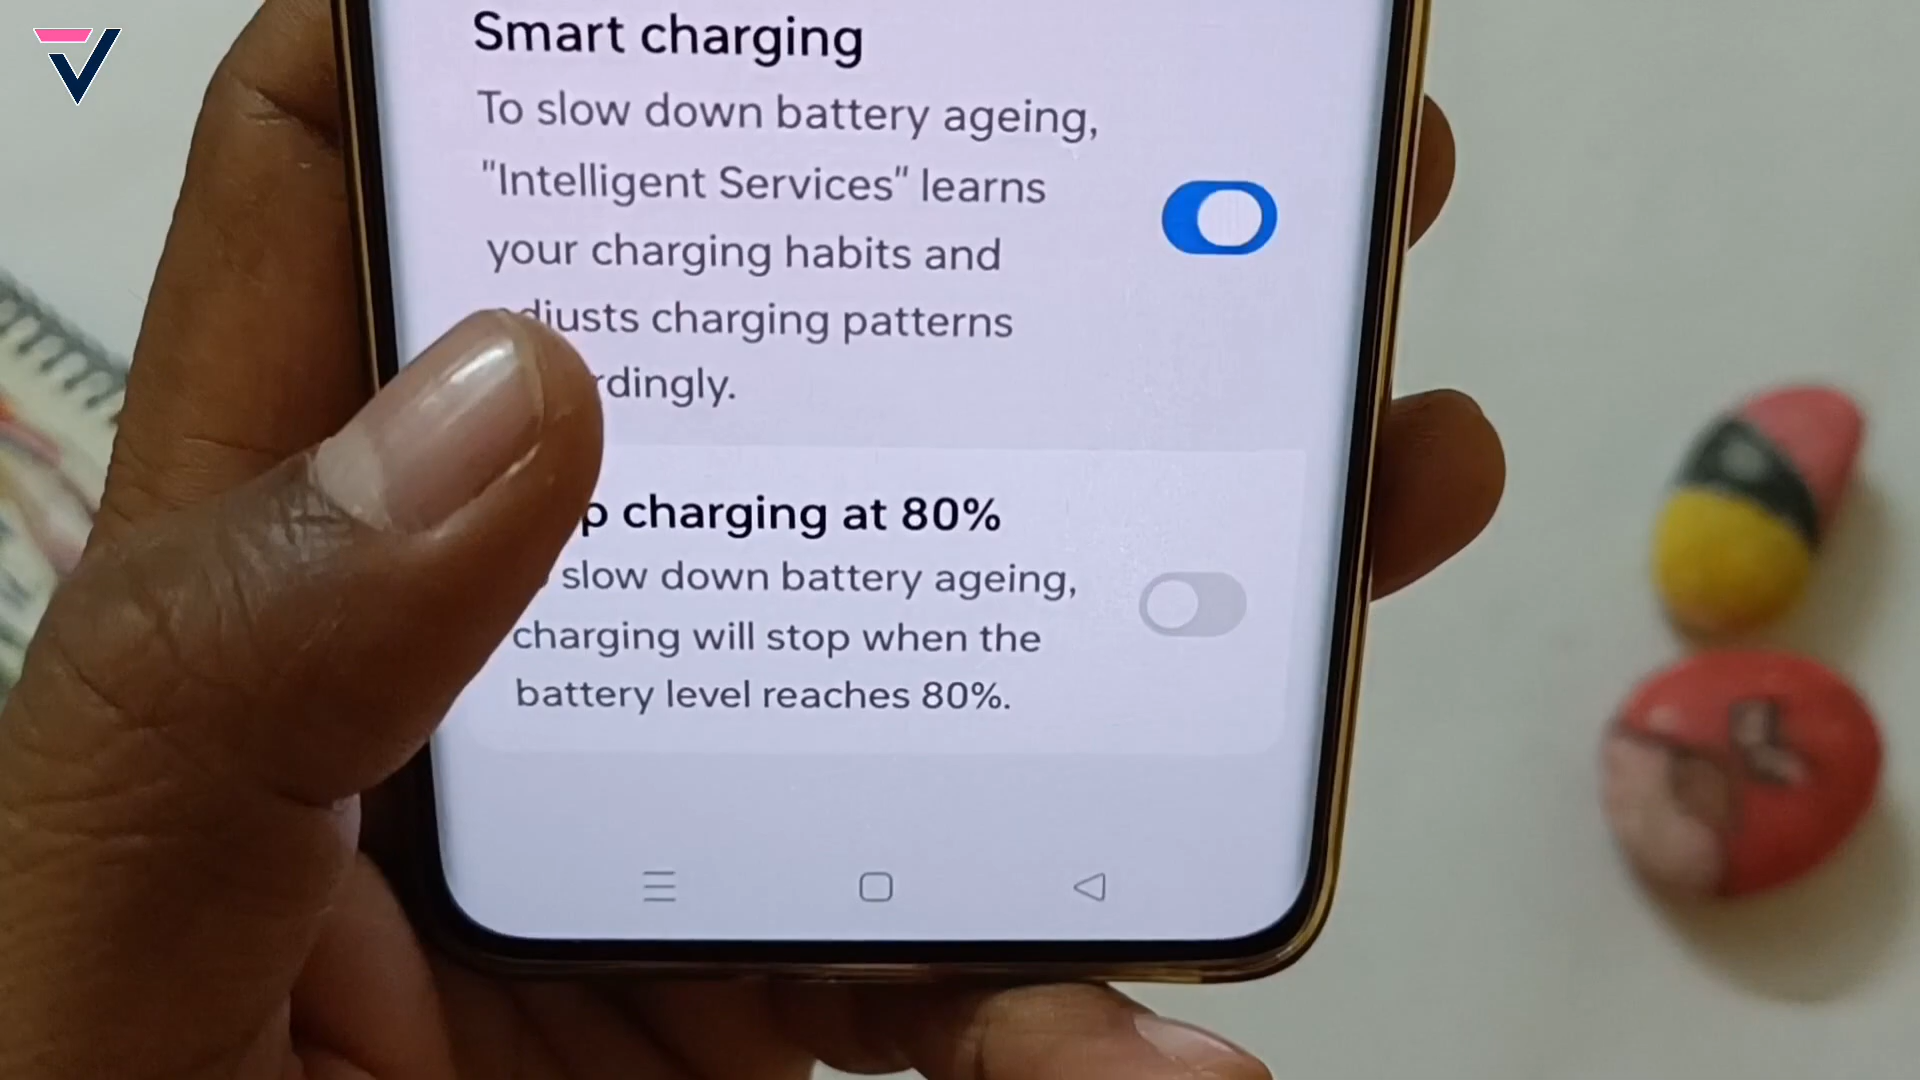 Smart charging
To slow down battery ageing,
"Intelligent Services" learns
your charging habits and
charging patterns
charging at 80%
slow down battery ageing,
charging will stop when the
battery level reaches 80%.